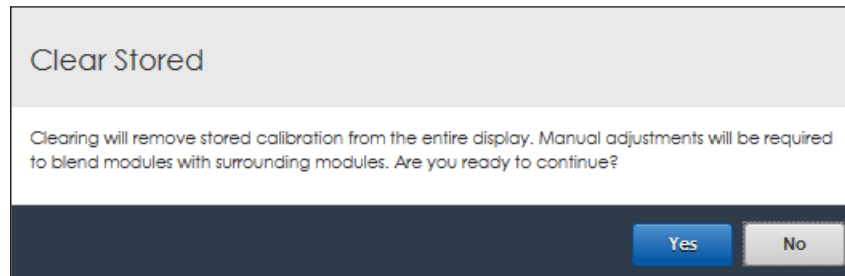 Clear Stored
Clearing will remove stored calibration from the entire display. Manual adjustments will be required
to blend modules with surrounding modules. Are you ready to continue?
Yes
No